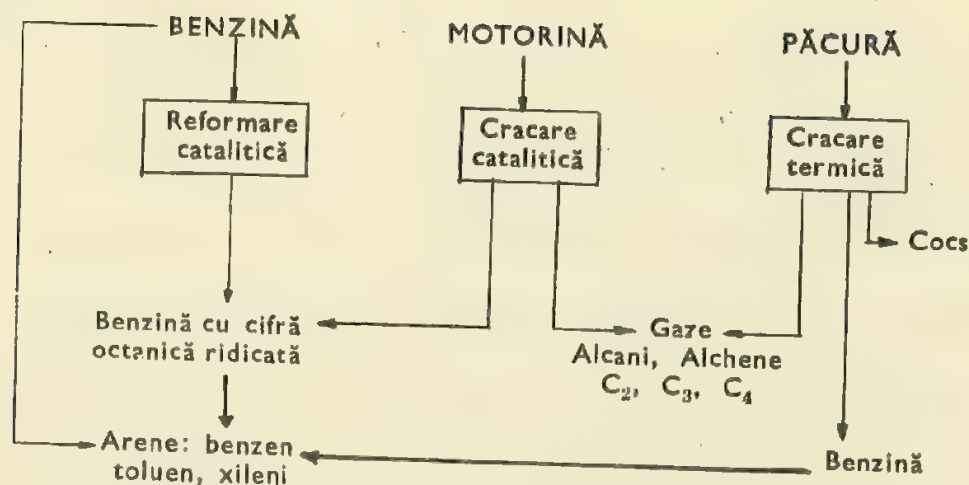 BENZINĂ
MOTORINĂ
PĂCURĂ
Reformare
catalitică
Cracare
catalitică
Cracare
termică
Cocs
Benzină cu cifră
octanică ridicată
Gaze
Alcani, Alchene
C₂, C₃, C₄
Arene: benzen
toluen, xileni
Benzină